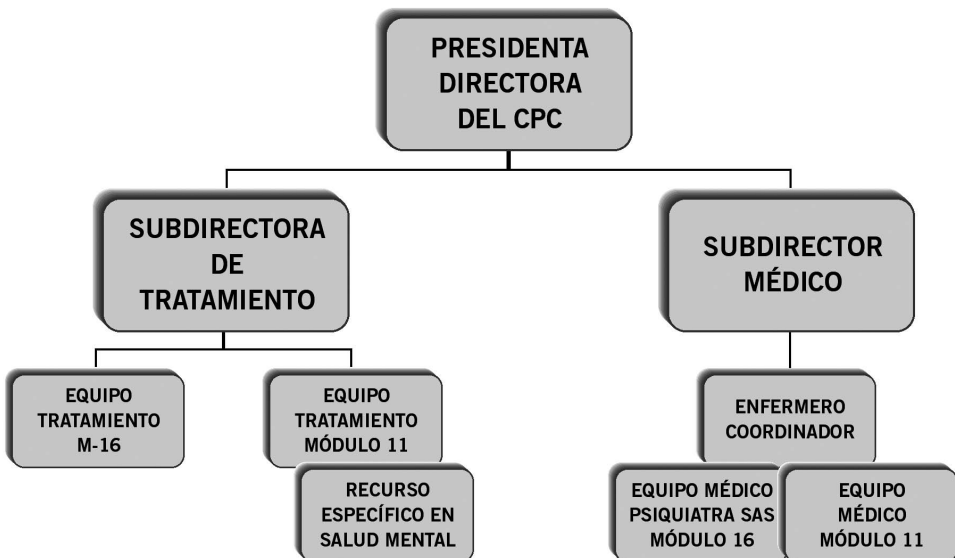 PRESIDENTA
DIRECTORA
DEL CPC
SUBDIRECTORA
DE
TRATAMIENTO
SUBDIRECTOR
MÉDICO
EQUIPO
TRATAMIENTO
M-16
EQUIPO
TRATAMIENTO
MÓDULO 11
ENFERMERO
COORDINADOR
RECURSO
ESPECÍFICO EN
SALUD MENTAL
EQUIPO MÉDICO
PSIQUIATRA SAS
MÓDULO 16
EQUIPO
MÉDICO
MÓDULO 11